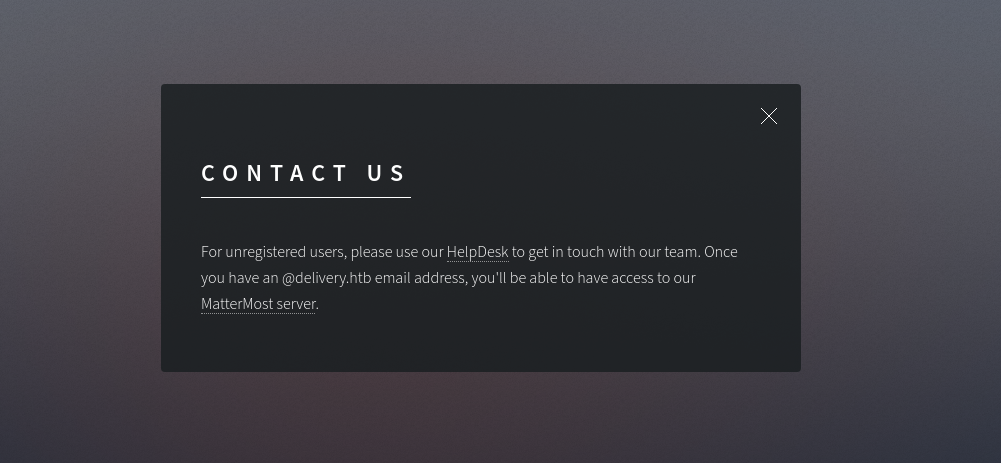 CONTACT US
For unregistered users, please use our HelpDesk to get in touch with our team. Once
you have an @delivery.htb email address, you'll be able to have access to our
MatterMost server.